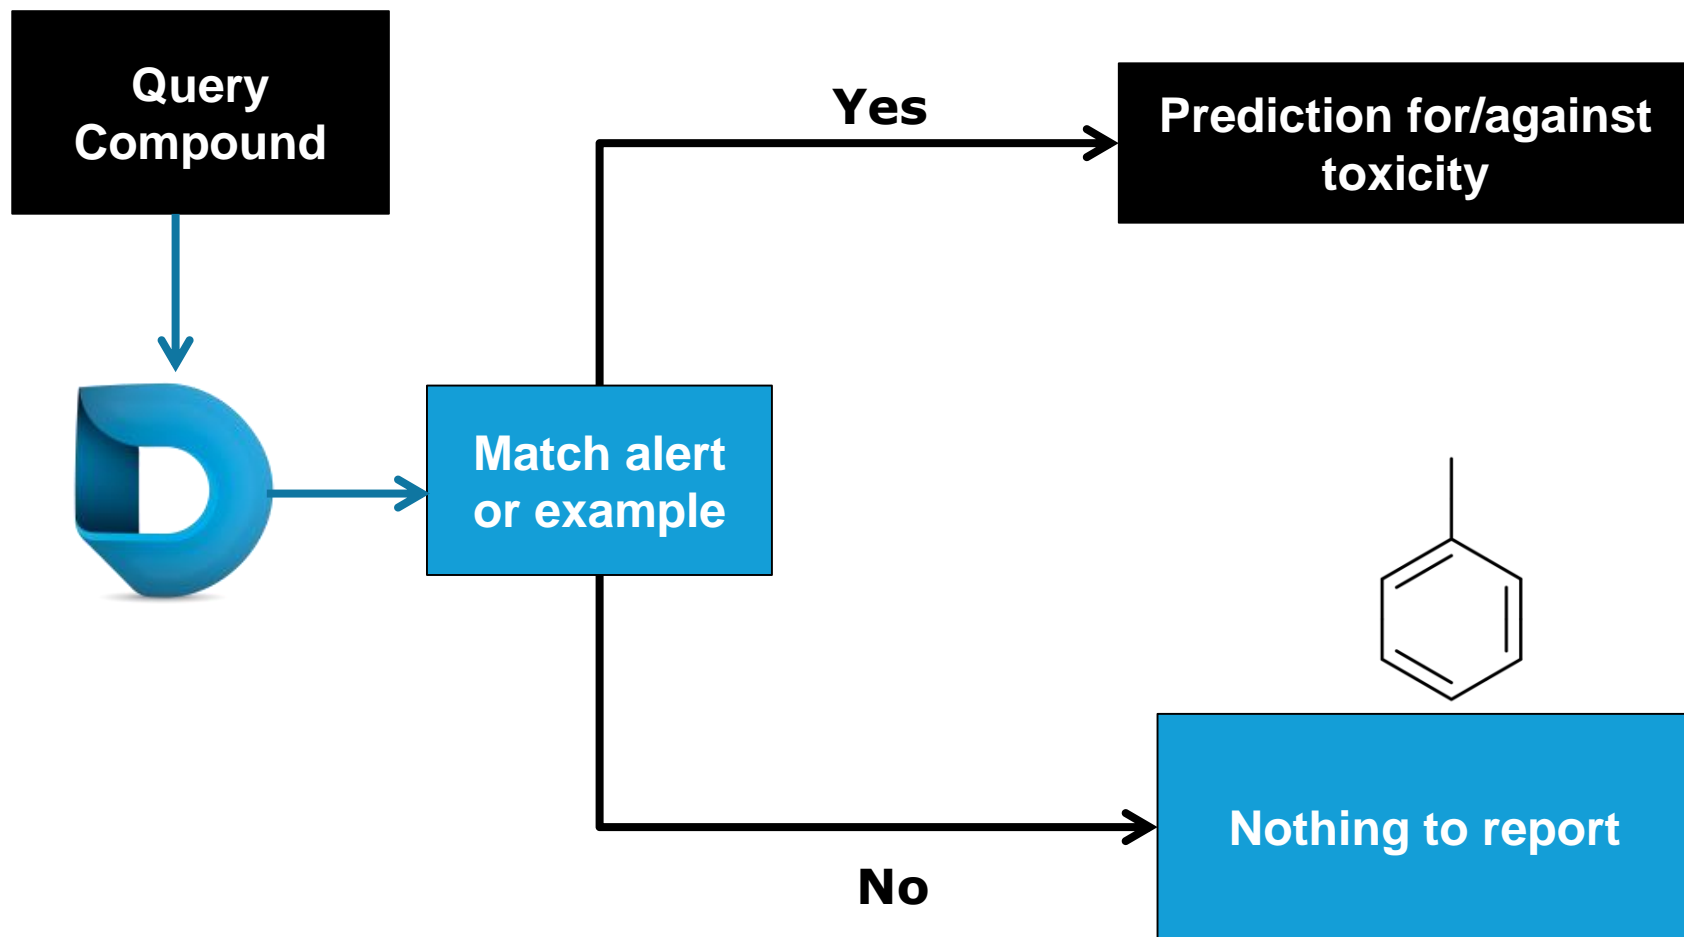 Query
Compound
Yes
Prediction for/against
toxicity
Match alert
or example
Nothing to report
No